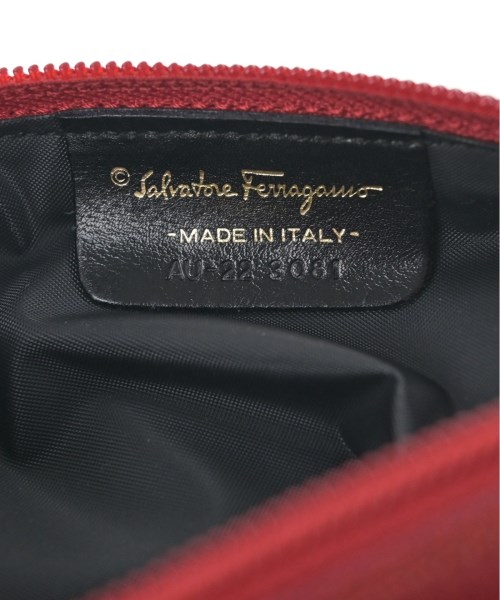 © Salvatore Ferragamo
-MADE IN ITALY-
AU-22 3081